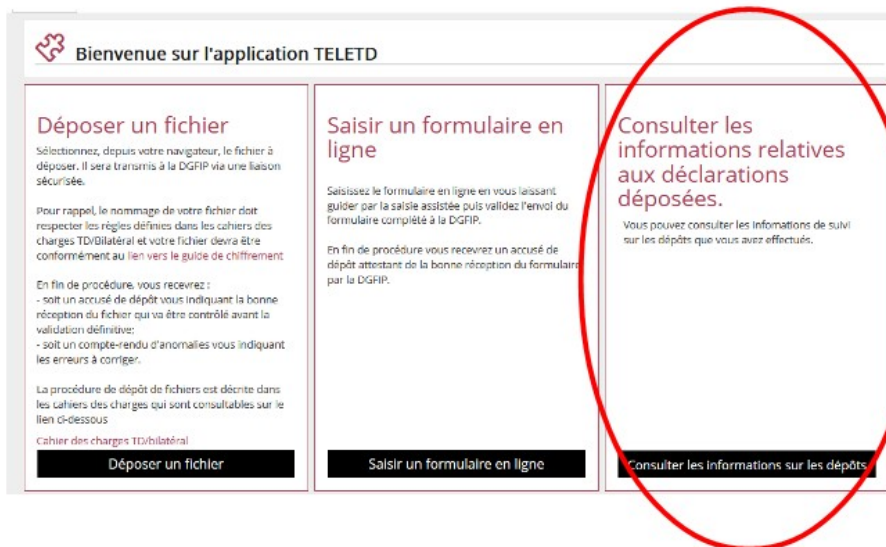 Bienvenue sur l'application TELETD
Déposer un fichier
Sélectionnez, depuis votre navigateur, le fichier à
déposer. Il sera transmis à la DGFIP via une liaison
sécurisée.
Pour rappel, le nommage de votre fichier doit
respecter les règles définies dans les cahiers des
charges TD/Bilatéral et votre fichier devra être
conformément au lien vers le guide de chiffrement
En fin de procédure, vous recevrez :
- soit un accusé de dépôt vous indiquant la bonne
réception du fichier qui va être contrôlé avant la
validation définitive;
- soit un compte-rendu d'anomalies vous indiquant
les erreurs à corriger.
La procédure de dépôt de fichiers est décrite dans
les cahiers des charges qui sont consultables sur le
lien ci-dessous
Cahier des charges TD/bilatéral
Déposer un fichier
Saisir un formulaire en
ligne
Saisissez le formulaire en ligne en vous laissant
guider par la saisie assistée puis validez l'envoi du
formulaire complété à la DGFIP.
En fin de procédure vous recevrez un accusé de
dépôt attestant de la bonne réception du formulaire
par la DGFIP.
Saisir un formulaire en ligne
Consulter les
informations relatives
aux déclarations
déposées.
Vous pouvez consulter les infomations de suivi
sur les dépôts que vous avez effectués.
Consulter les informations sur les dépôts